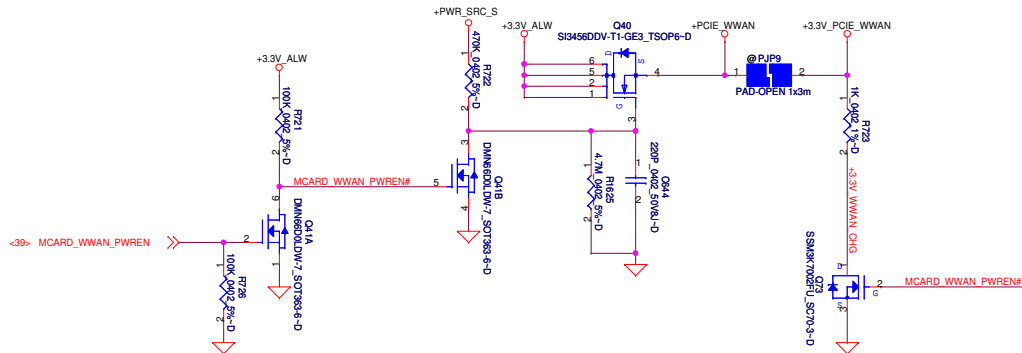 +PWR_SRC_S
+3.3V_ALW
Q40
SI3456DDV-T1-GE3_TSOP6~D
+PCIE_WWAN
+3.3V_PCIE_WWAN
D
S
G
6
5
2
1
4
3
@PJP9
1
2
PAD-OPEN 1x3m
+3.3V_ALW
1
2
R721
100K_0402_5%~D
1
2
R722
470K_0402_5%~D
1
2
R723
1K_0402_1%~D
MCARD_WWAN_PWREN#
5
3
4
Q41B
DMN66D0LDW-7_SOT363-6~D
1
2
R1625
4.7M_0402_5%~D
1
2
C644
220P_0402_50V8J~D
+3.3V_WWAN_CHG
<39> MCARD_WWAN_PWREN
2
6
1
Q41A
DMN66D0LDW-7_SOT363-6~D
1
2
R726
100K_0402_5%~D
1
D
S
3
G
2
Q73
SSM3K7002FU_SC70-3~D
MCARD_WWAN_PWREN#